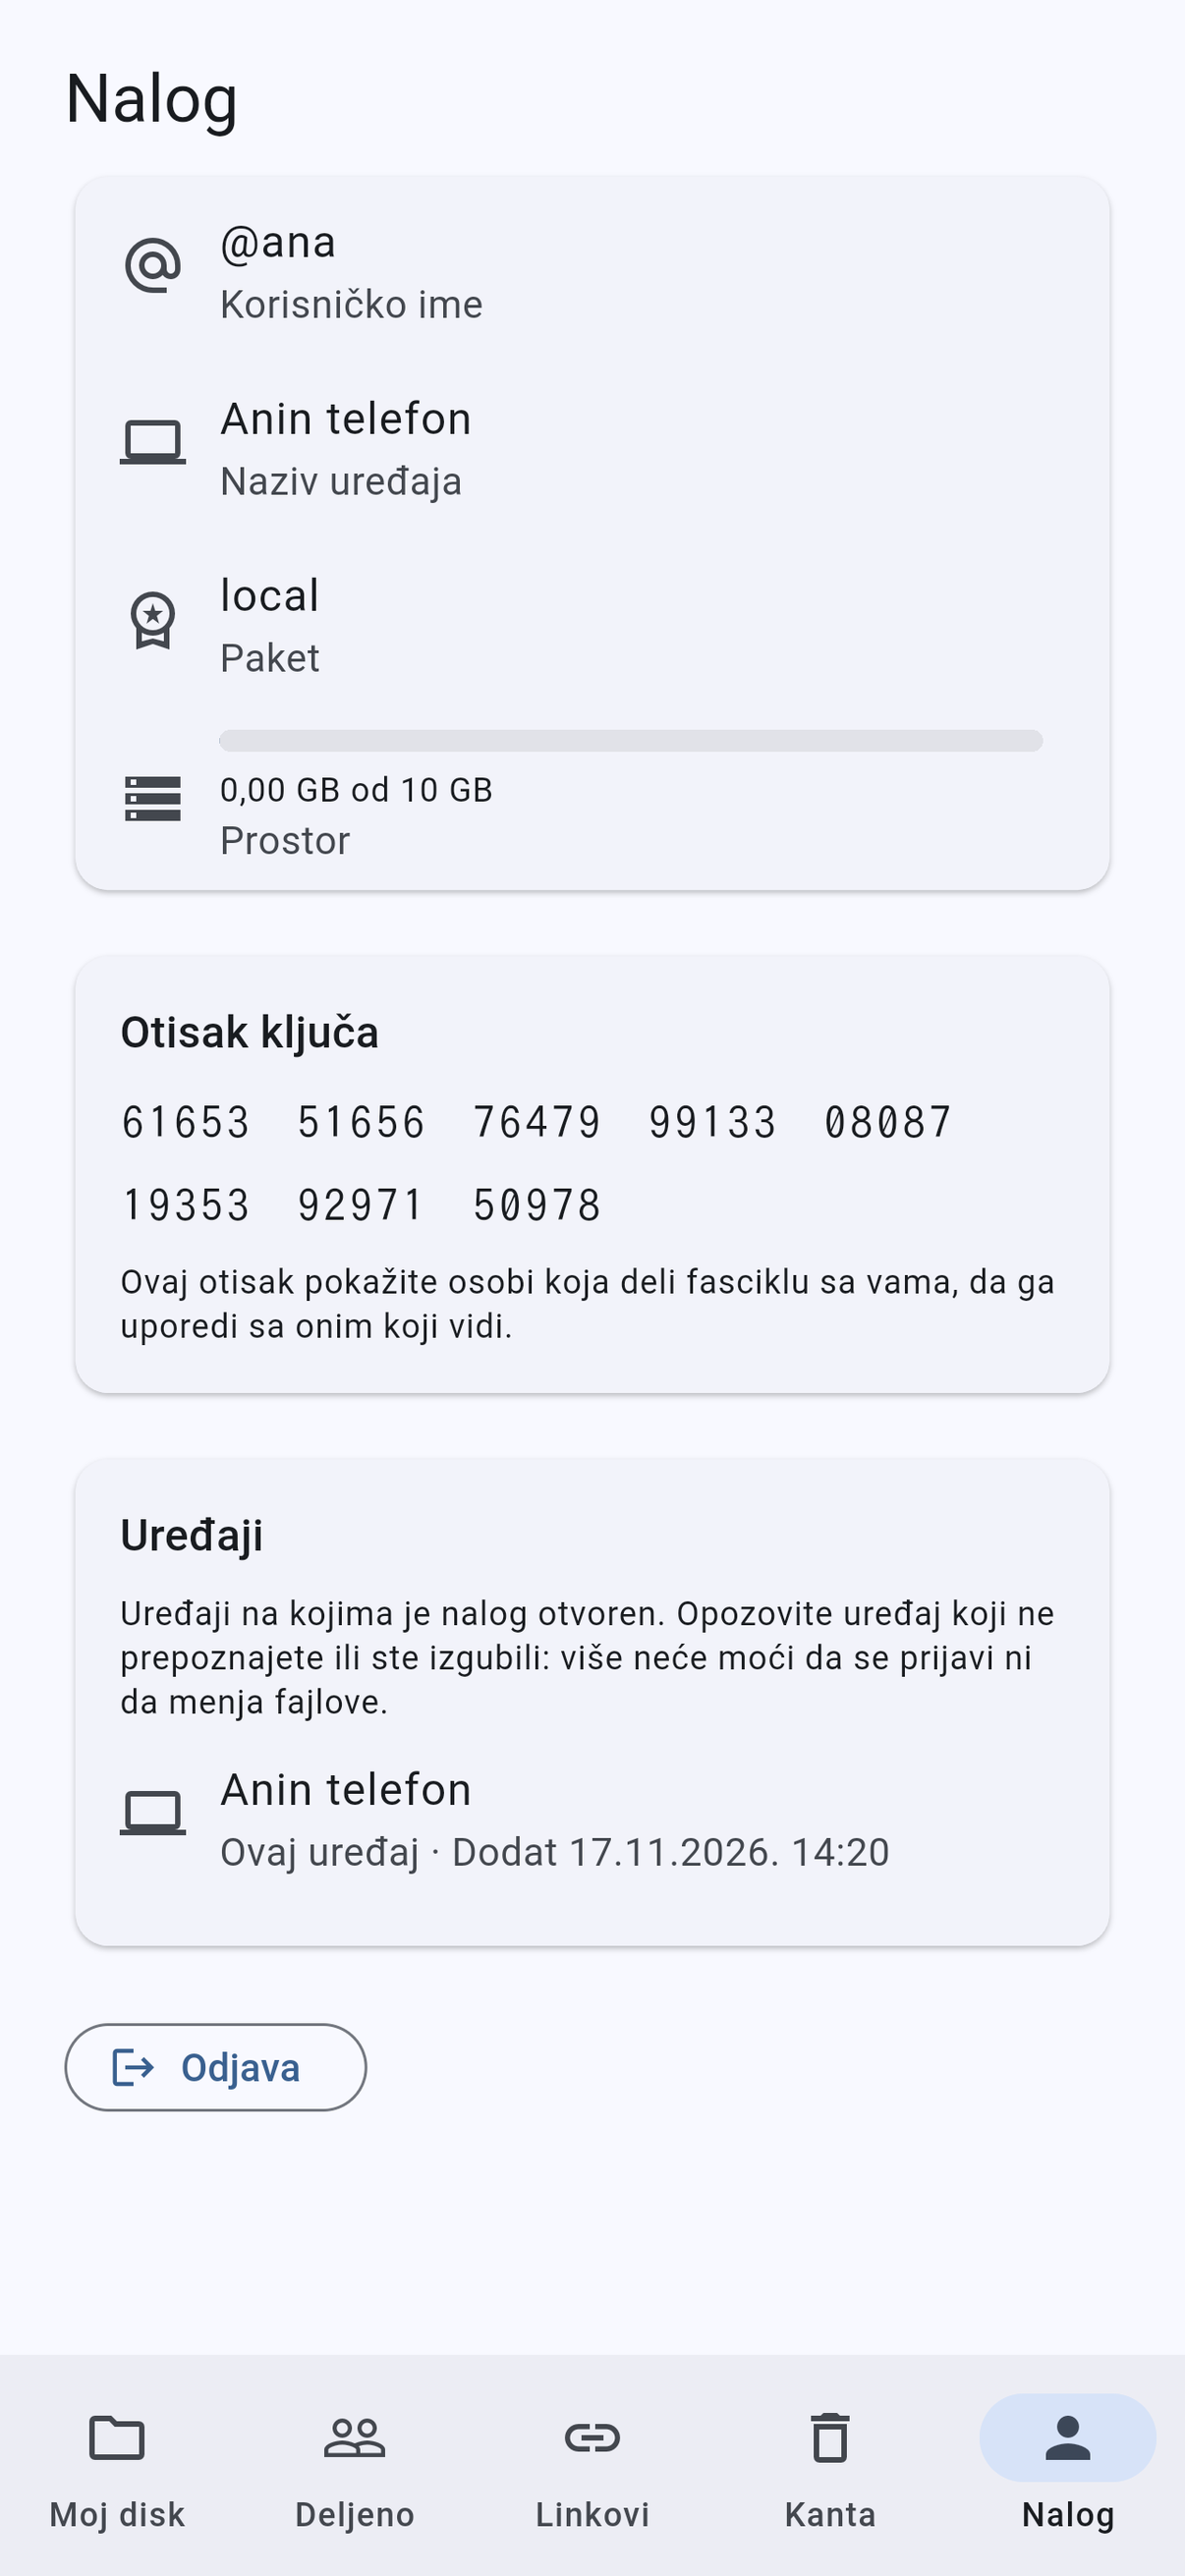 Nalog
@ana
Korisničko ime
Anin telefon
Naziv uređaja
local
Paket
0,00 GB od 10 GB
Prostor
Otisak ključa
61653 51656 76479 99133 08087
19353 92971 50978
Ovaj otisak pokažite osobi koja deli fasciklu sa vama, da ga
uporedi sa onim koji vidi.
Uređaji
Uređaji na kojima je nalog otvoren. Opozovite uređaj koji ne
prepoznajete ili ste izgubili: više neće moći da se prijavi ni
da menja fajlove.
Anin telefon
Ovaj uređaj · Dodat 17.11.2026. 14:20
Odjava
Moj disk Deljeno Linkovi Kanta Nalog